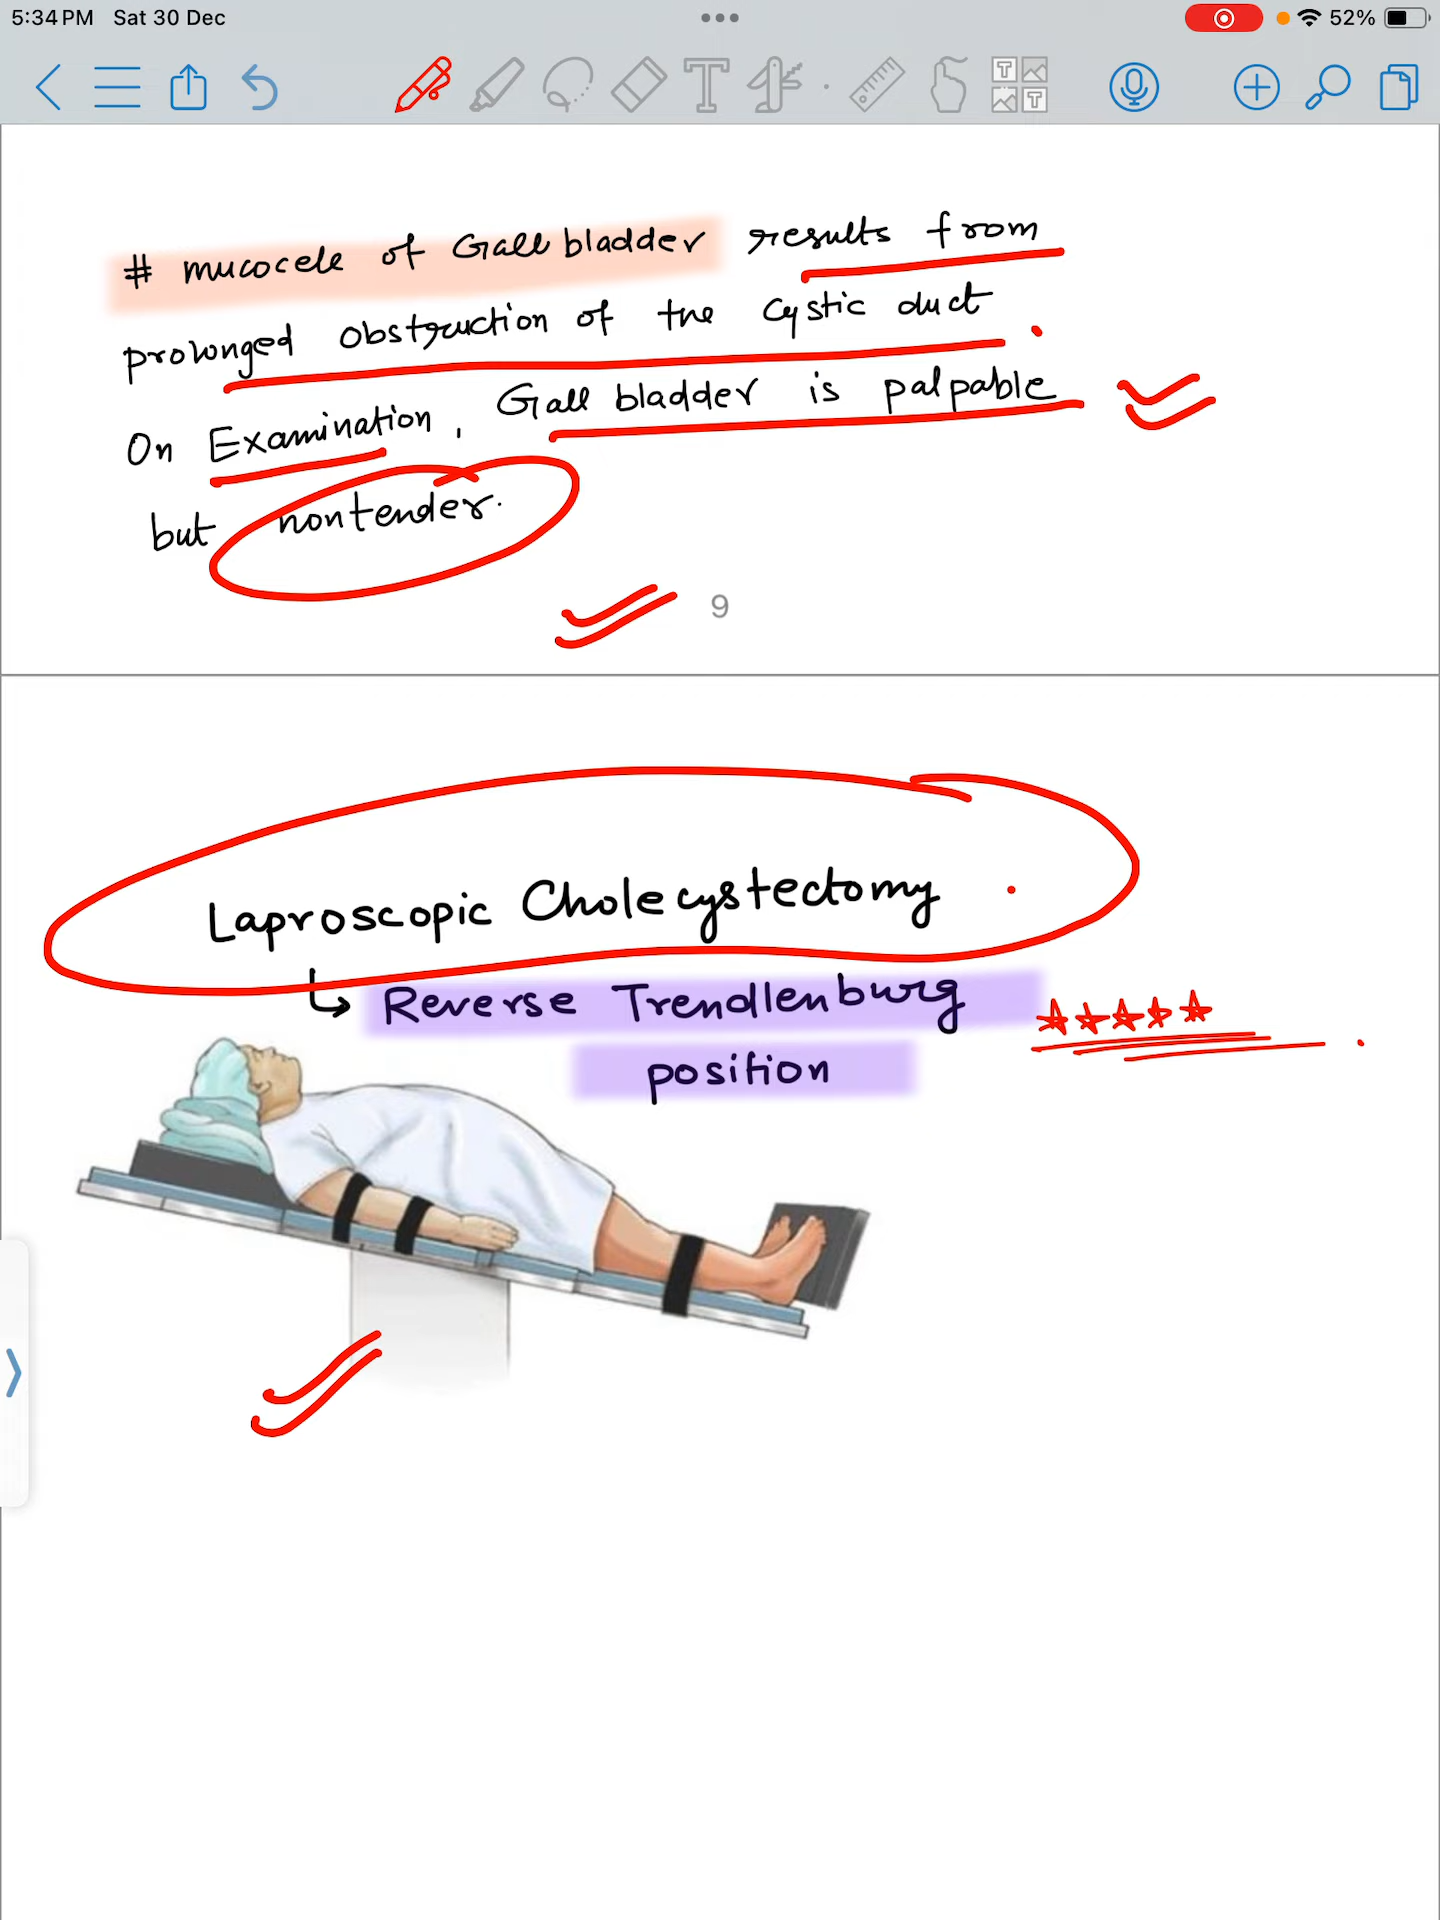 5:34 PM Sat 30 Dec
52%
T
T
T
# mucocele of Gall bladder results from
prolonged obstruction of the cystic duct
On Examination, Gall bladder is palpable
but nontender.
9
Laproscopic Cholecystectomy
Reverse Trendlenburg
position